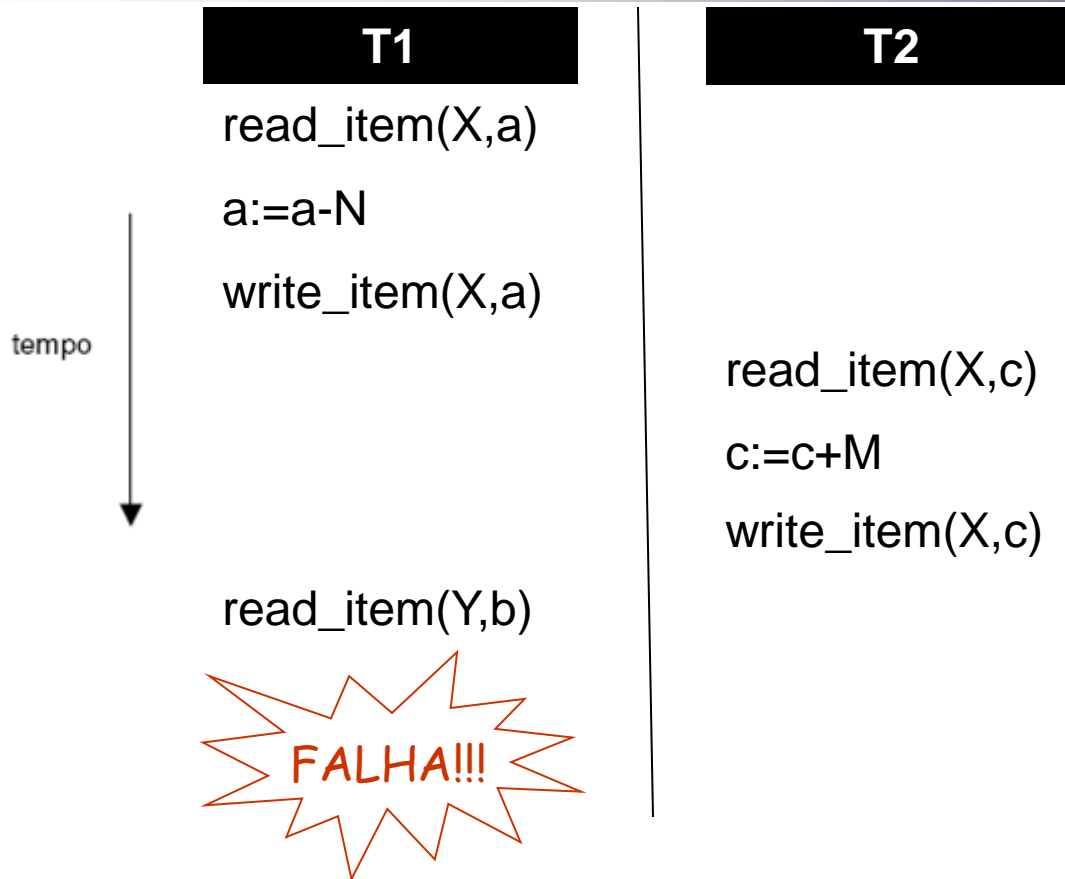 T1
T2
read_item(X,a)
a:=a-N
write_item(X,a)
tempo
read_item(X,c)
c:=c+M
write_item(X,c)
read_item(Y,b)
FALHA!!!